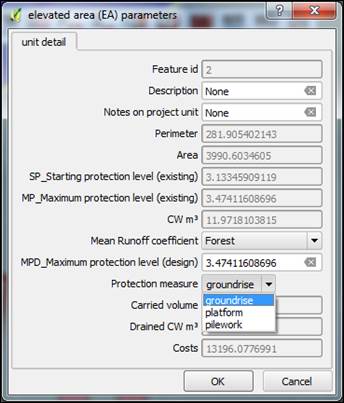 elevated area (EA) parameters
unit detail
Feature id 2
Description None
Notes on project unit None
Perimeter 281.905402143
Area 3990.6034605
SP_Starting protection level (existing) 3.13345909119
MP_Maximum protection level (existing) 3.47411608696
CW m³ 11.9718103815
Mean Runoff coefficient Forest
MPD_Maximum protection level (design) 3.47411608696
Protection measure groundrise
groundrise
Carried volume
platform
Drained CW m³
pilework
Costs 13196.0776991
OK Cancel